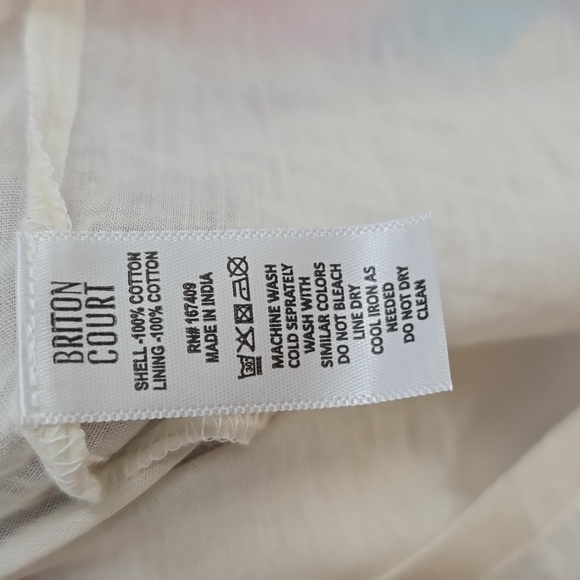 BRITON
COURT
SHELL -100% COTTON
LINING -100% COTTON
RN# 167409
MADE IN INDIA
30
MACHINE WASH
COLD SEPRATELY
WASH WITH
SIMILAR COLORS
DO NOT BLEACH
LINE DRY
COOL IRON AS
NEEDED
DO NOT DRY
CLEAN